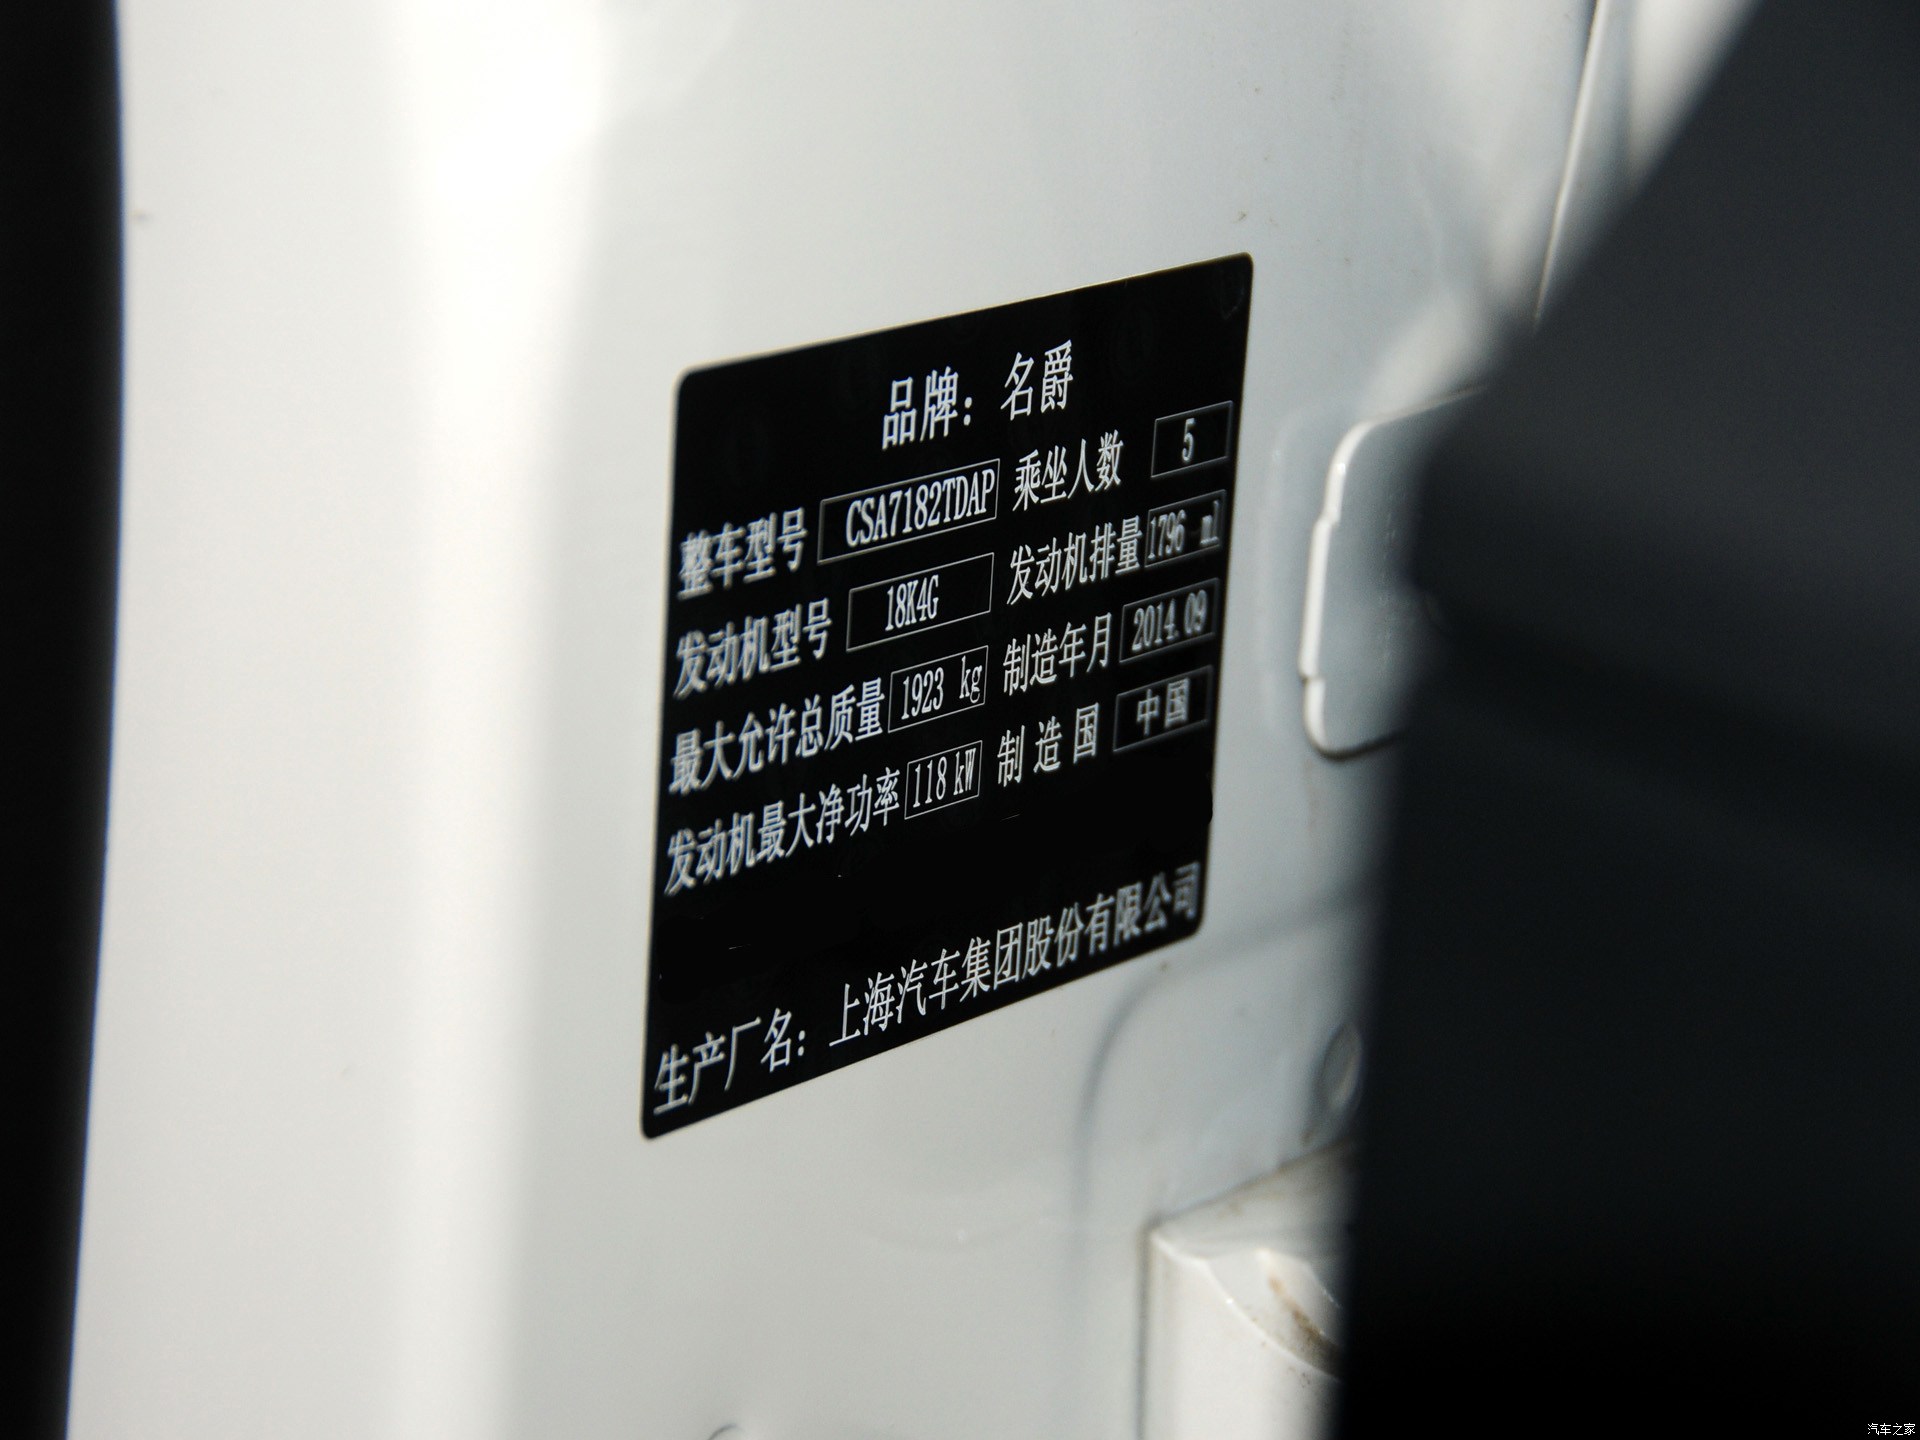 品牌：名爵
整车型号 CSA7182TDAP 乘坐人数 5
发动机型号 18K4G 发动机排量 1796 ml
最大允许总质量 1923 kg 制造年月 2014.09
发动机最大净功率 118 kW 制造国 中国
生产厂名：上海汽车集团股份有限公司
汽车之家